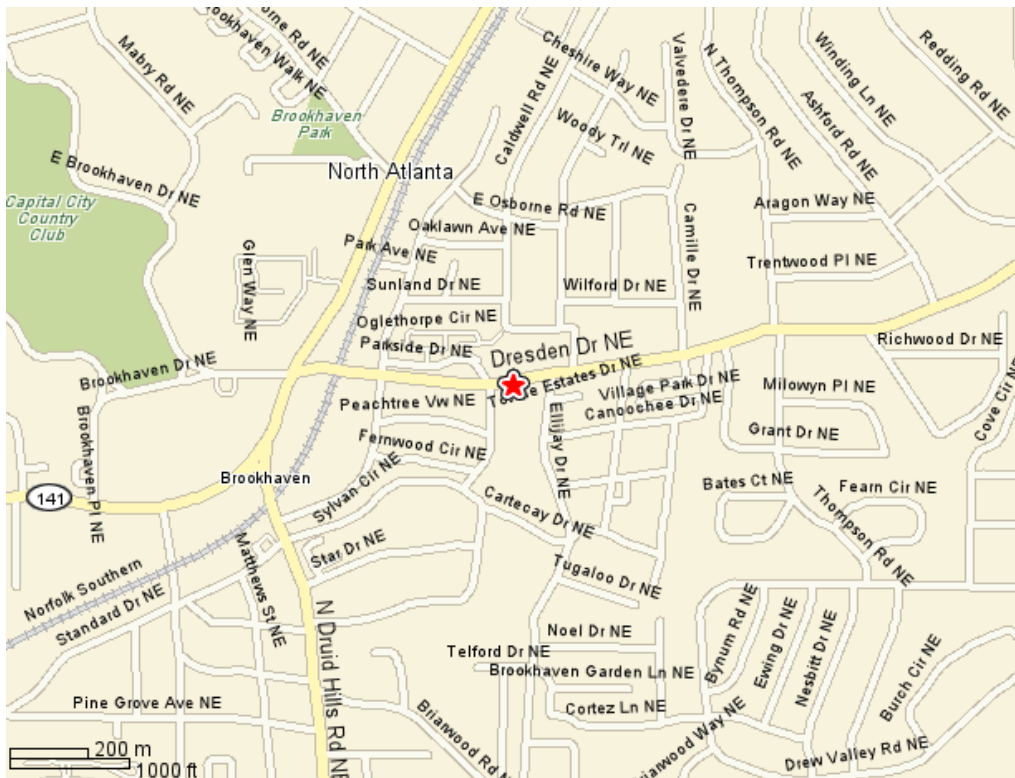 orne Rd NE
Brookhaven Walk NE
Mabry Rd NE
Cheshire Way NE
Valvedere Dr NE
N Thompson Rd NE
Winding Ln NE
Redding Rd NE
Caldwell Rd NE
Ashford Rd NE
Brookhaven
Park
Woody Trl NE
E Brookhaven Dr NE
North Atlanta
Capital City
Country
Club
E Osborne Rd NE
Aragon Way NE
Oaklawn Ave NE
Park Ave NE
Camille Dr NE
Glen Way NE
Trentwood Pl NE
Sunland Dr NE
Wilford Dr NE
Oglethorpe Cir NE
Parkside Dr NE
Dresden Dr NE
Richwood Dr NE
Brookhaven Dr NE
Estates Dr NE
Village Park Dr NE
Milowyn Pl NE
Peachtree Vw NE
Canoochee Dr NE
Cove Cir NE
Ellijay Dr NE
Fernwood Cir NE
Grant Dr NE
Brookhaven Pl NE
Brookhaven
Sylvan Cir NE
Bates Ct NE
Fearn Cir NE
141
Cartecay Dr NE
Thompson Rd NE
Star Dr NE
Matthews St NE
Norfolk Southern
Tugaloo Dr NE
Standard Dr NE
N Druid Hills Rd NE
Noel Dr NE
Bynum Rd NE
Ewing Dr NE
Nesbitt Dr NE
Telford Dr NE
Brookhaven Garden Ln NE
Burch Cir NE
Pine Grove Ave NE
Cortez Ln NE
Briarwood Rd NE
riarwood Way NE
Drew Valley Rd NE
200 m
1000 ft